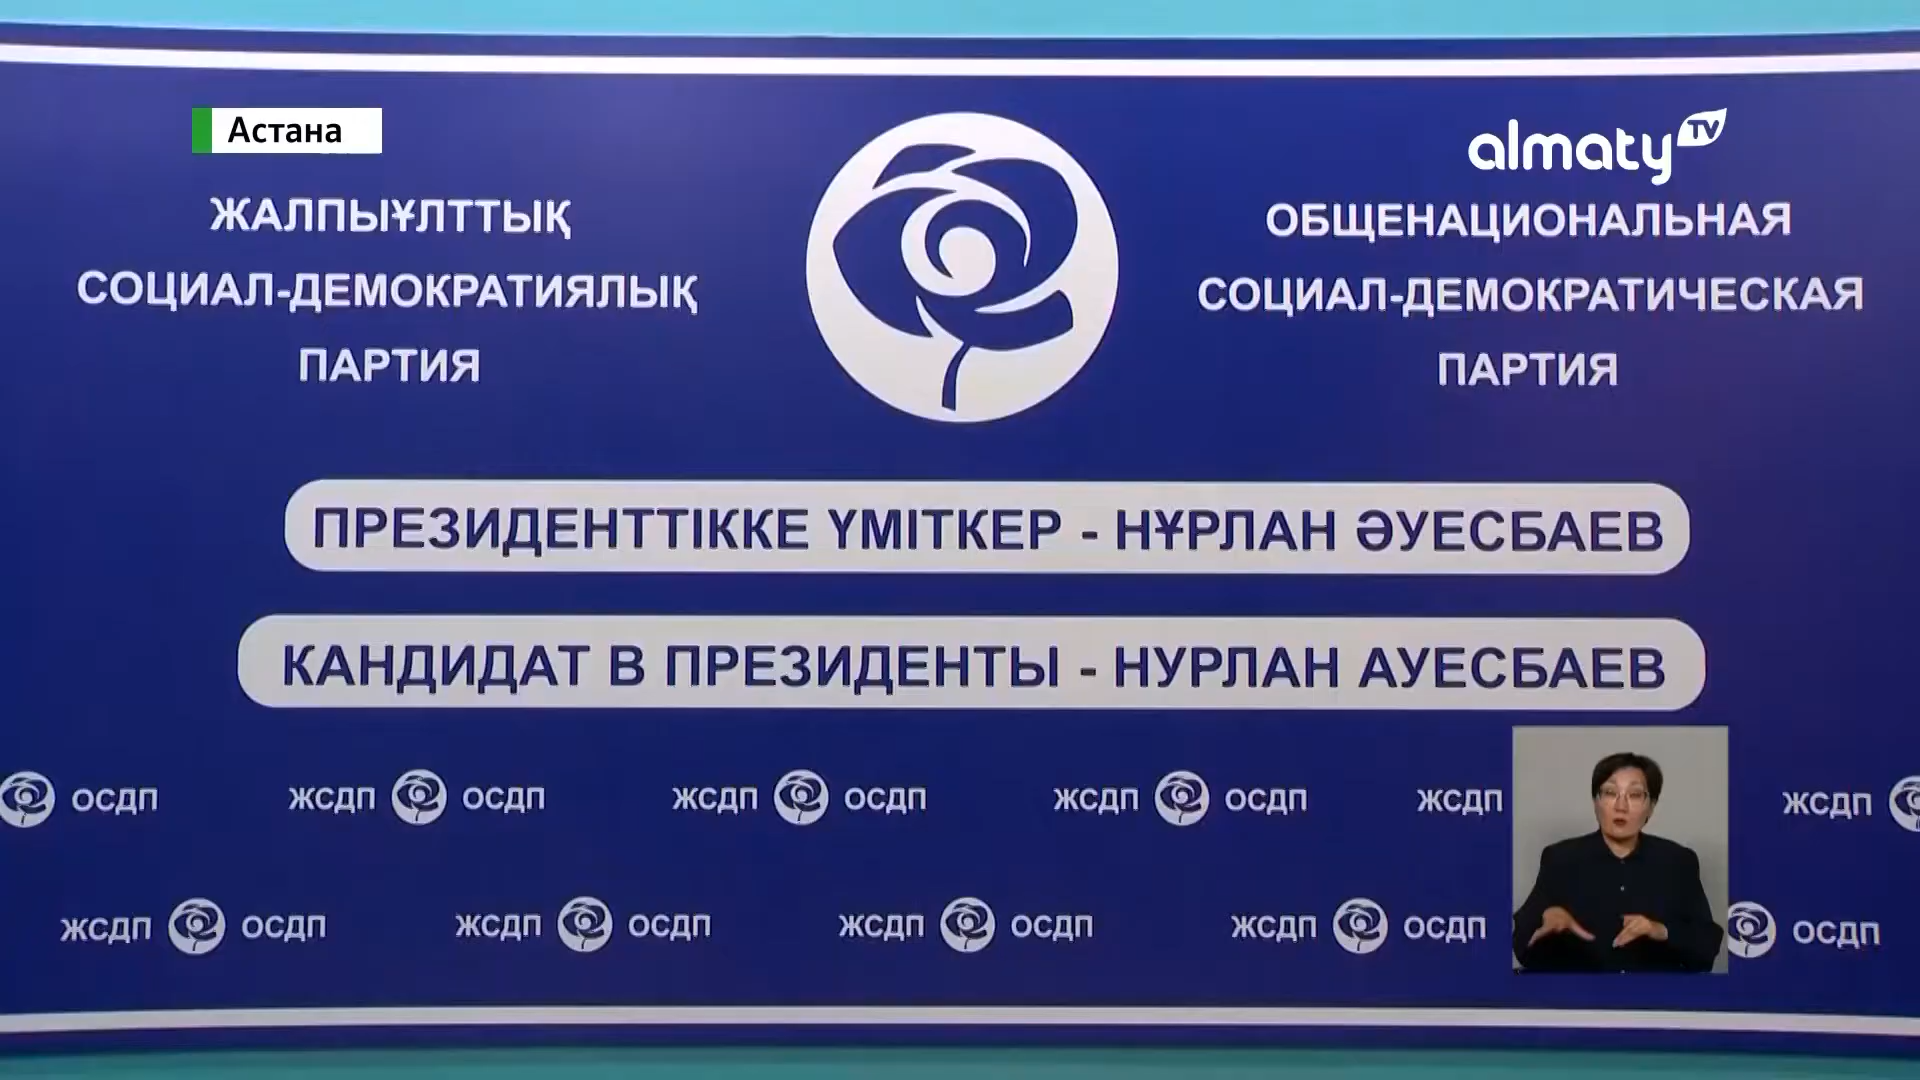 Астана
almaty TV
ЖАЛПЫҰЛТТЫҚ
СОЦИАЛ-ДЕМОКРАТИЯЛЫҚ
ПАРТИЯ
ОБЩЕНАЦИОНАЛЬНАЯ
СОЦИАЛ-ДЕМОКРАТИЧЕСКАЯ
ПАРТИЯ
ПРЕЗИДЕНТТІККЕ ҮМІТКЕР - НҰРЛАН ӘУЕСБАЕВ
КАНДИДАТ В ПРЕЗИДЕНТЫ - НУРЛАН АУЕСБАЕВ
ОСДП ЖСДП ОСДП ЖСДП ОСДП ЖСДП ОСДП ЖСДП ЖСДП
ЖСДП ОСДП ЖСДП ОСДП ЖСДП ОСДП ЖСДП ОСДП ОСДП